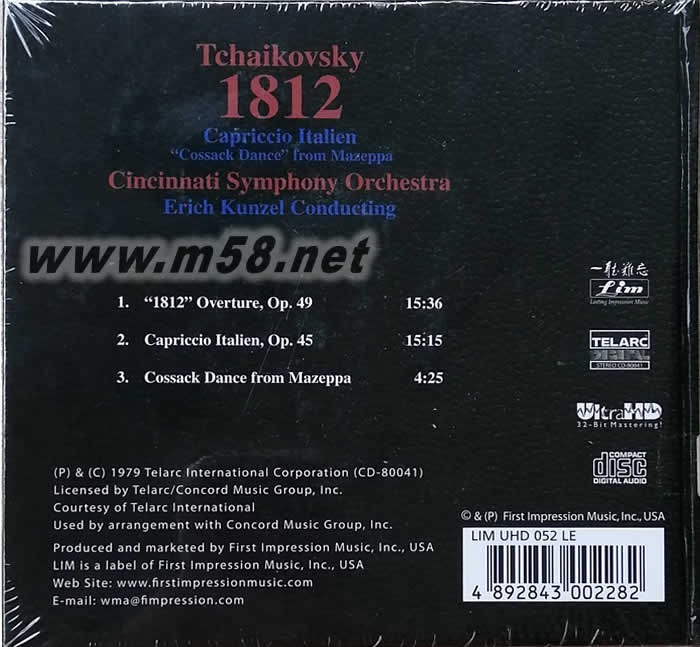 Tchaikovsky
1812
Capriccio Italien
“Cossack Dance” from Mazeppa
Cincinnati Symphony Orchestra
Erich Kunzel Conducting
www.m58.net
1. “1812” Overture, Op. 49 15:36
2. Capriccio Italien, Op. 45 15:15
3. Cossack Dance from Mazeppa 4:25
一聽難忘
Lim
Lasting Impression Music
TELARC
DIGITAL
STEREO CD-80041
UltraHD
32-Bit Mastering!
COMPACT
disc
DIGITAL AUDIO
(P) & (C) 1979 Telarc International Corporation (CD-80041)
Licensed by Telarc/Concord Music Group, Inc.
Courtesy of Telarc International
Used by arrangement with Concord Music Group, Inc.
Produced and marketed by First Impression Music, Inc., USA
LIM is a label of First Impression Music, Inc., USA
Web Site: www.firstimpressionmusic.com
E-mail: wma@fimpression.com
© & (P) First Impression Music, Inc., USA
LIM UHD 052 LE
4 892843 002282